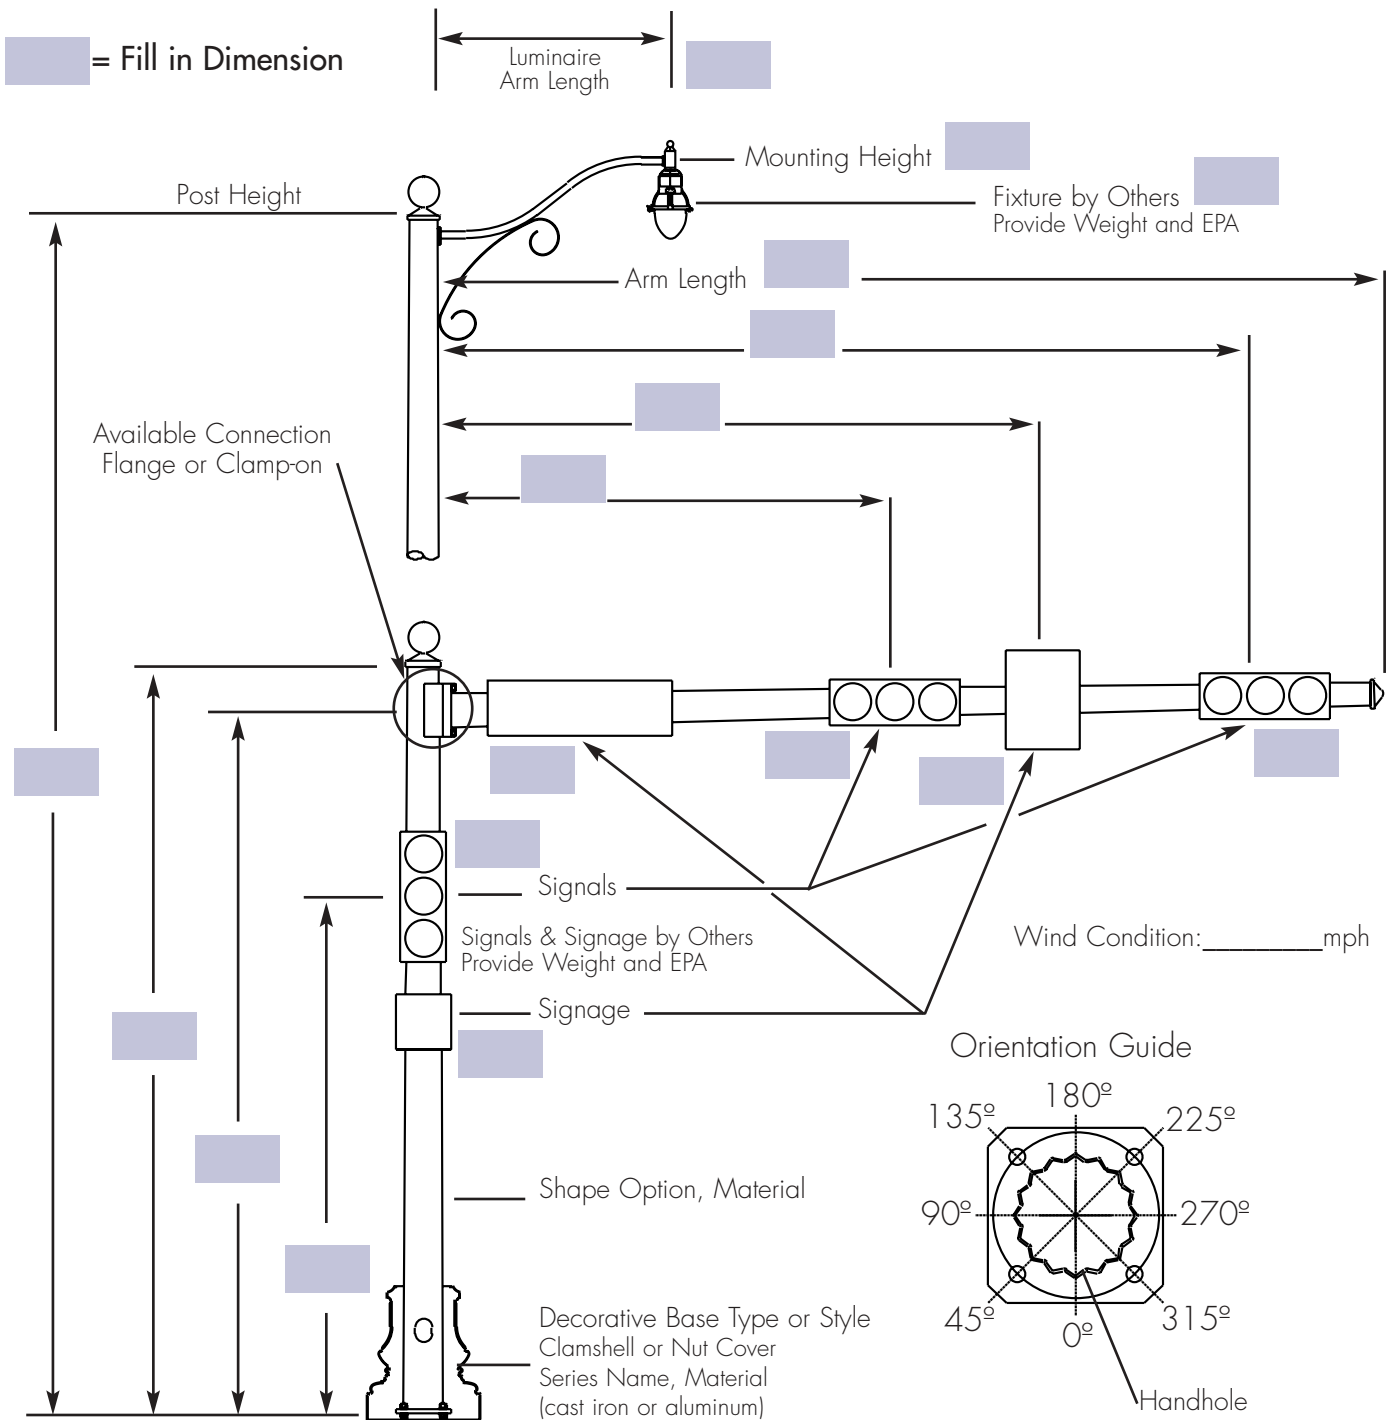 = Fill in Dimension
Luminaire
Arm Length
Mounting Height
Post Height
Fixture by Others
Provide Weight and EPA
Arm Length
Available Connection
Flange or Clamp-on
Signals
Signals & Signage by Others
Provide Weight and EPA
Wind Condition:_________mph
Signage
Orientation Guide
180º
135º
225º
Shape Option, Material
90º
270º
45º
315º
0º
Decorative Base Type or Style
Clamshell or Nut Cover
Series Name, Material
(cast iron or aluminum)
Handhole